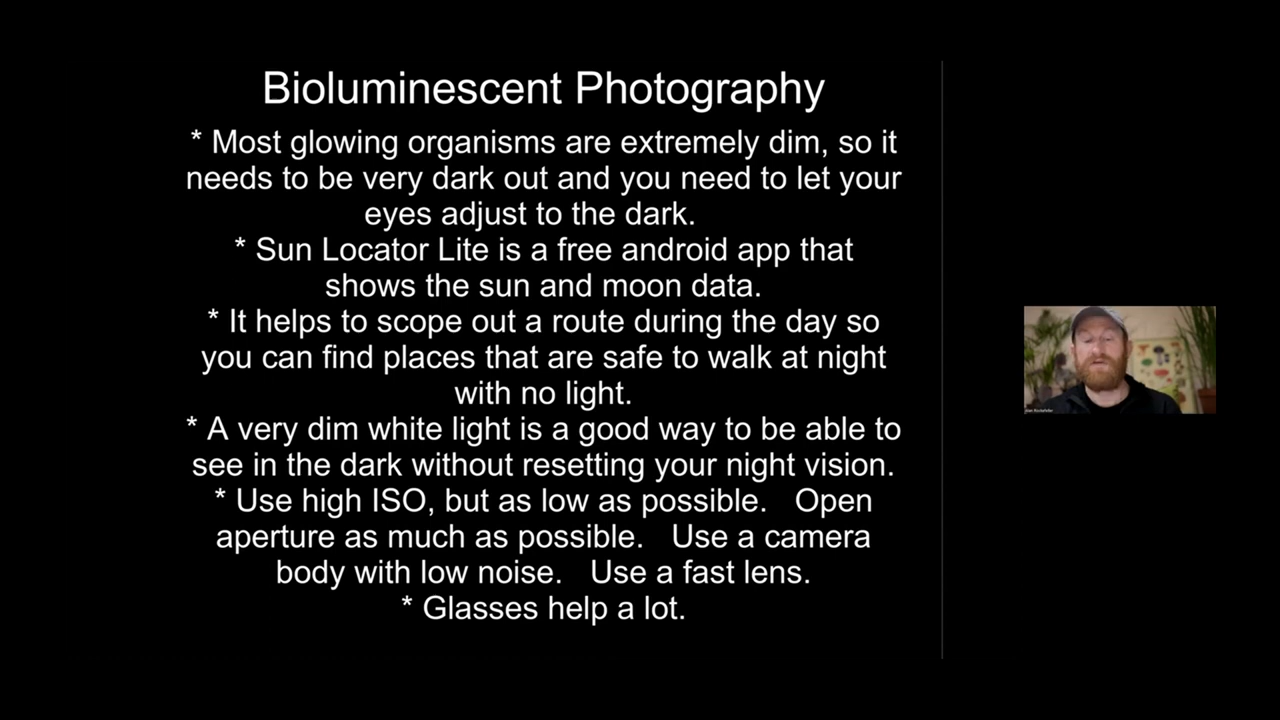 Bioluminescent Photography
* Most glowing organisms are extremely dim, so it
needs to be very dark out and you need to let your
eyes adjust to the dark.
* Sun Locator Lite is a free android app that
shows the sun and moon data.
* It helps to scope out a route during the day so
you can find places that are safe to walk at night
with no light.
* A very dim white light is a good way to be able to
see in the dark without resetting your night vision.
* Use high ISO, but as low as possible.   Open
aperture as much as possible.   Use a camera
body with low noise.   Use a fast lens.
* Glasses help a lot.